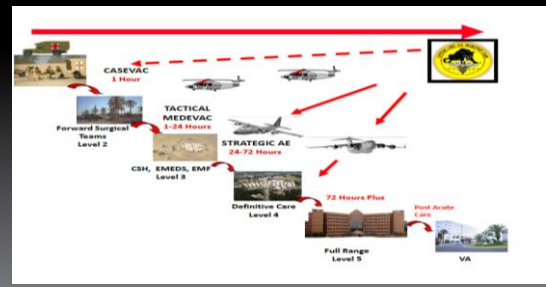 CASEVAC
1 Hour
TACTICAL
MEDEVAC
1-24 Hours
Forward Surgical
Teams
Level 2
STRATEGIC AE
24-72 Hours
CSH, EMEDS, EMF
Level 3
Definitive Care
Level 4
72 Hours Plus
Post Acute
Care
Full Range
Level 5
VA